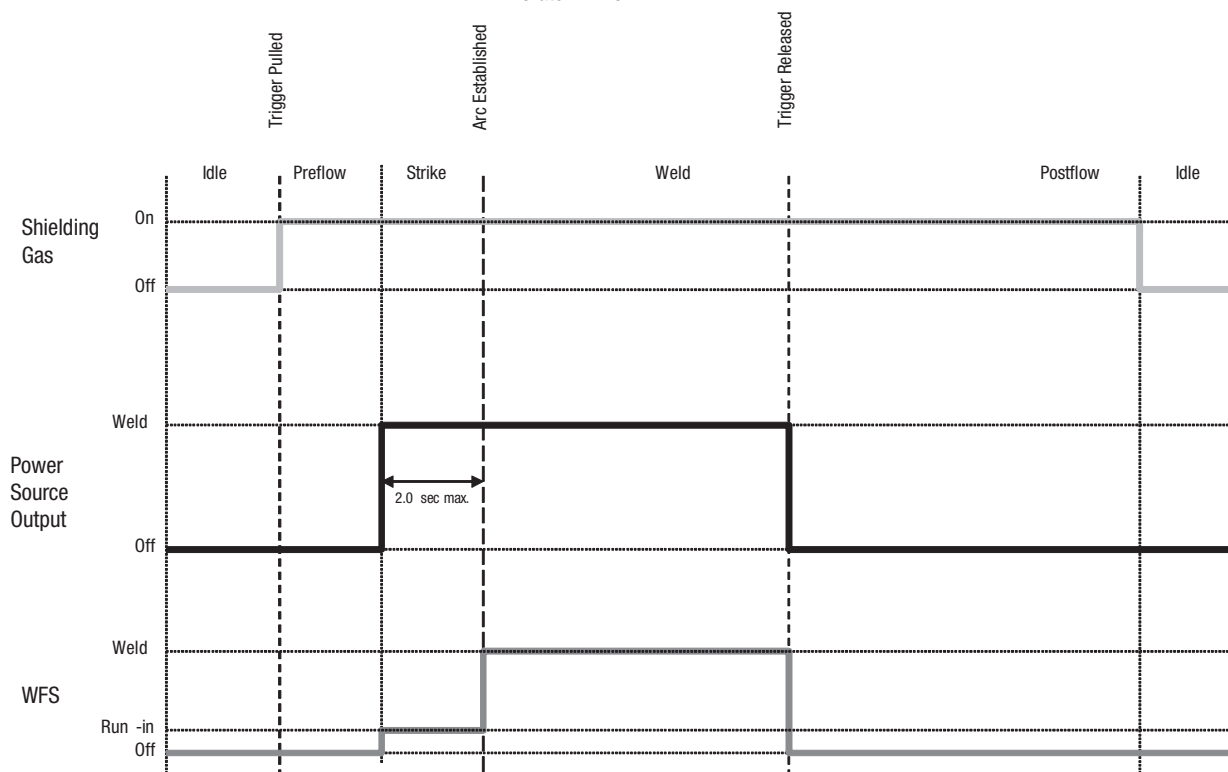 Trigger Pulled
Arc Established
Trigger Released
Idle
Preflow
Strike
Weld
Postflow
Idle
Shielding
Gas
On
Off
Power
Source
Output
Weld
2.0 sec max.
Off
WFS
Weld
Run -in
Off